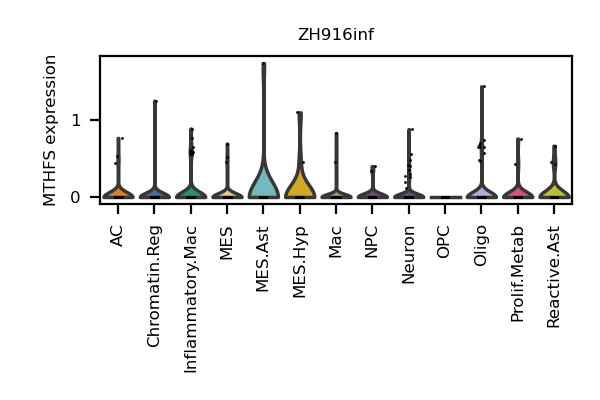 ZH916inf
MTHFS expression
1
0
AC
Chromatin.Reg
Inflammatory.Mac
MES
MES.Ast
MES.Hyp
Mac
NPC
Neuron
OPC
Oligo
Prolif.Metab
Reactive.Ast